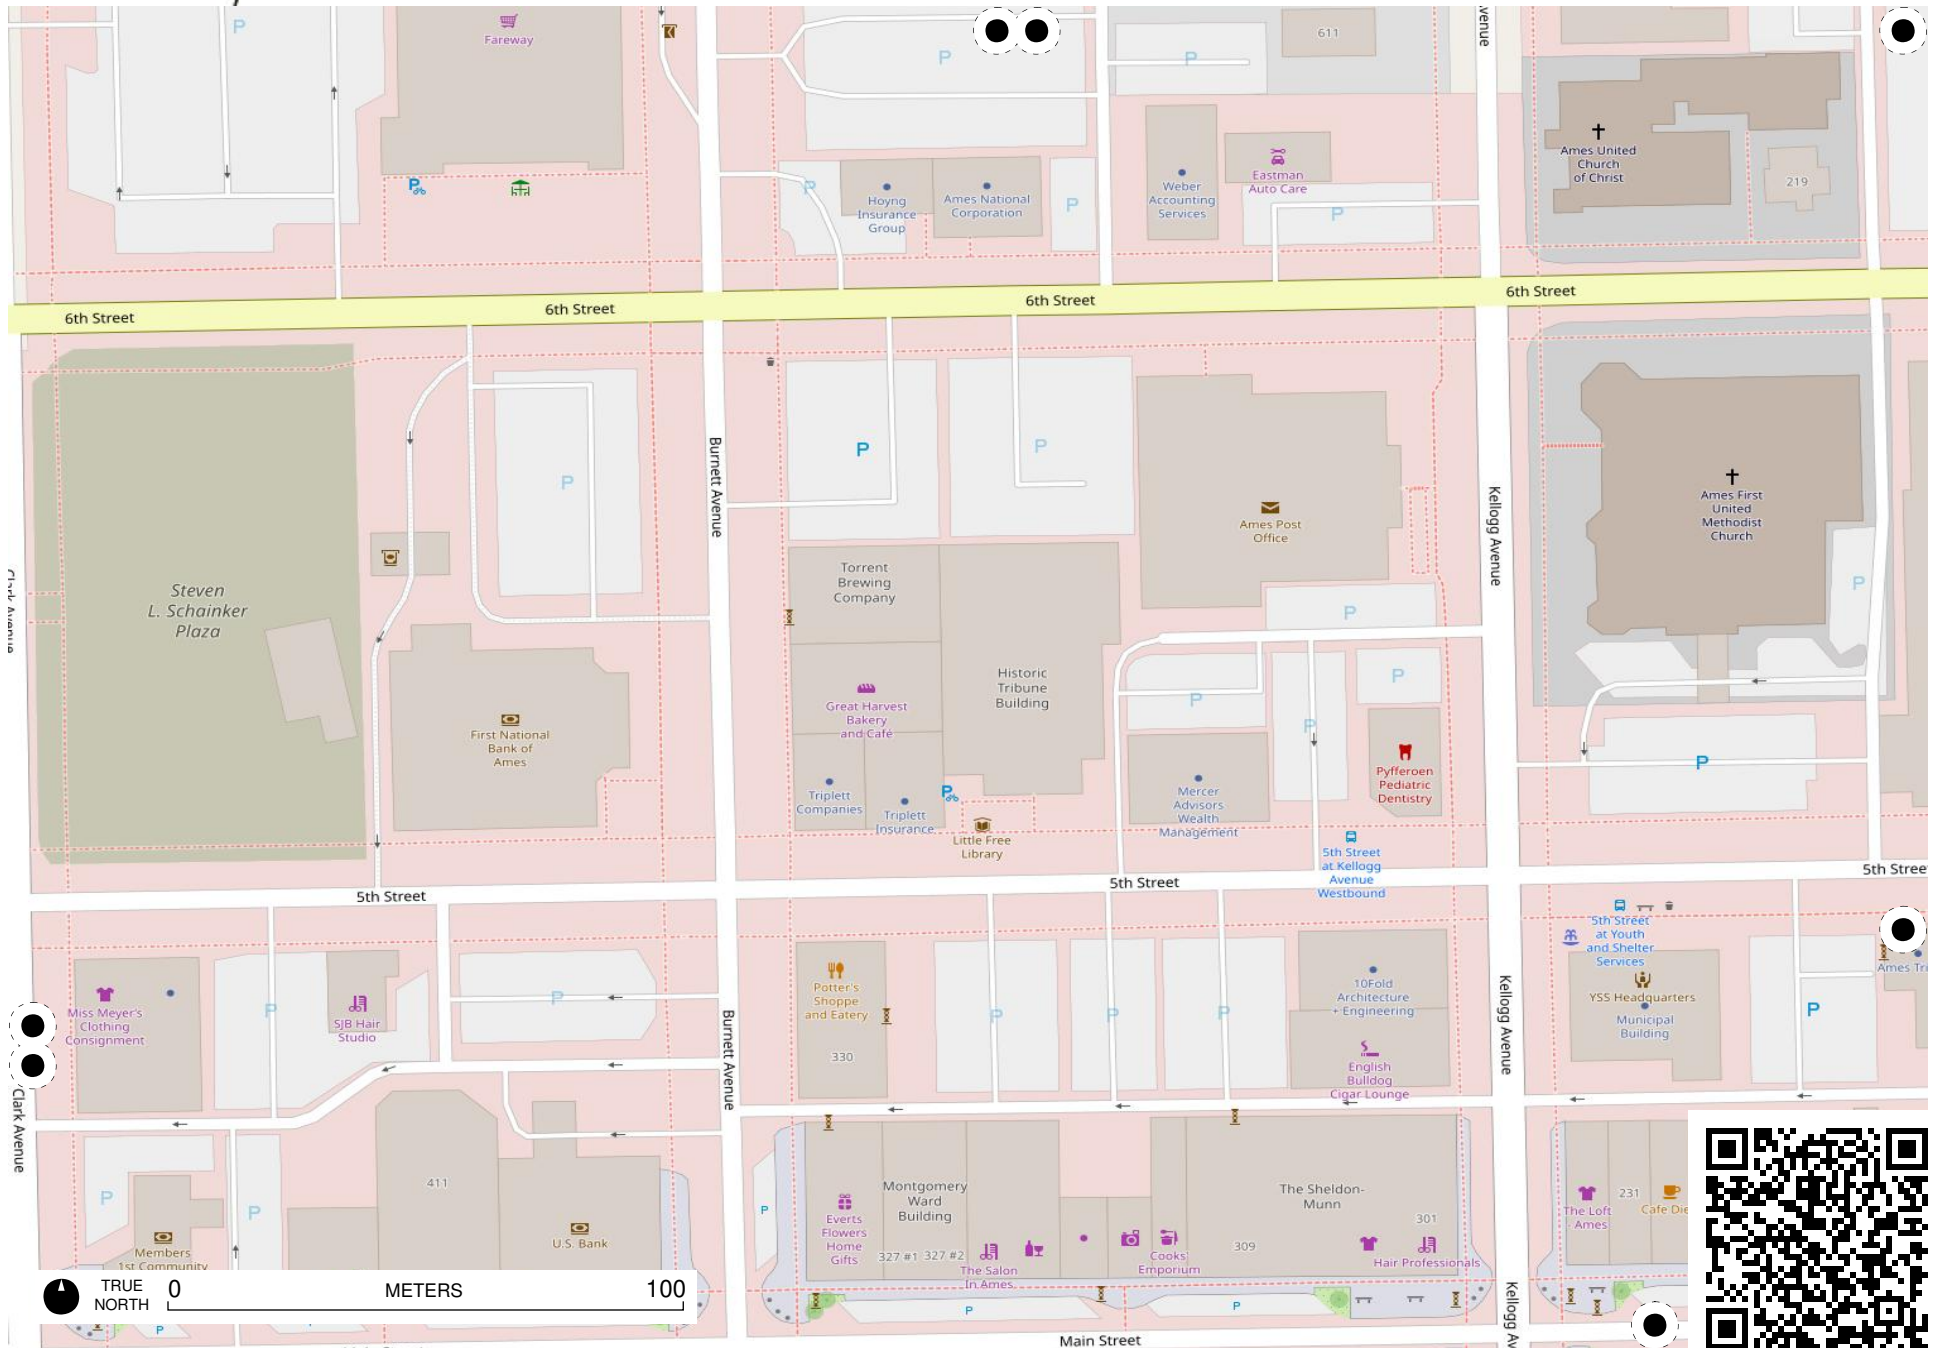 Fareway
611
Ames United
Church
of Christ
219
Weber
Accounting
Services
Eastman
Auto Care
Hoyng
Insurance
Group
Ames National
Corporation
6th Street
6th Street
6th Street
6th Street
Burnett Avenue
Kellogg Avenue
Clark Avenue
Ames Post
Office
Ames First
United
Methodist
Church
Steven
L. Schainker
Plaza
Torrent
Brewing
Company
Historic
Tribune
Building
Great Harvest
Bakery
and Café
First National
Bank of
Ames
Triplett
Companies
Triplett
Insurance
Little Free
Library
Mercer
Advisors
Wealth
Management
Pyfferoen
Pediatric
Dentistry
5th Street
at Kellogg
Avenue
Westbound
5th Street
5th Street
5th Street
5th Street
at Youth
and Shelter
Services
YSS Headquarters
Municipal
Building
Ames Tri
Miss Meyer's
Clothing
Consignment
SJB Hair
Studio
Potter's
Shoppe
and Eatery
330
10Fold
Architecture
+ Engineering
English
Bulldog
Cigar Lounge
Burnett Avenue
Kellogg Avenue
Clark Avenue
411
U.S. Bank
Members
1st Community
Everts
Flowers
Home
Gifts
Montgomery
Ward
Building
327 #1
327 #2
The Salon
In Ames
Cooks'
Emporium
The Sheldon-
Munn
309
301
Hair Professionals
The Loft
- Ames
231
Cafe Die
Kellogg Av
Main Street
TRUE
NORTH
0
METERS
100